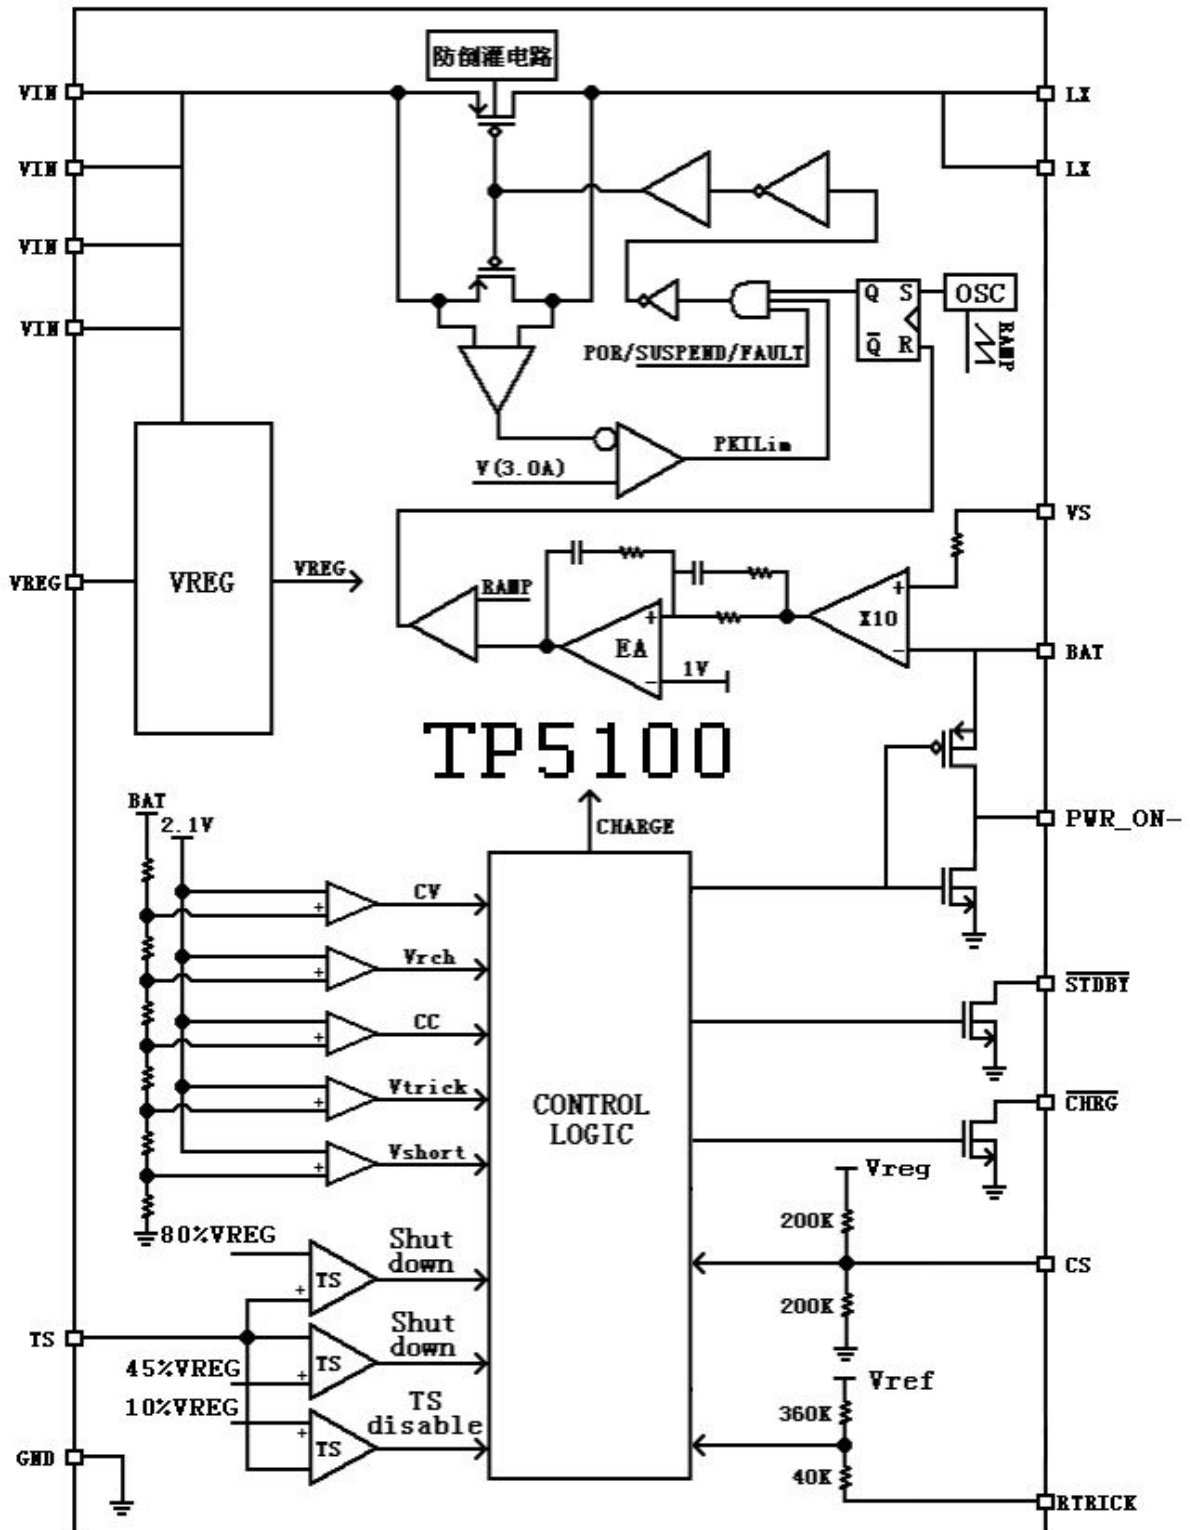 防倒灌电路
VIN
LX
VIN
LX
VIN
VIN
Q S
Q̅ R
OSC
RAMP
POR/SUSPEND/FAULT
PKILim
V(3.0A)
VS
VREG
VREG
VREG
RAMP
X10
+
-
EA
+
-
1V
BAT
TP5100
BAT
2.1V
CHARGE
PWR_ON-
+
CV
+
Vrch
+
CC
+
Vtrick
+
Vshort
CONTROL
LOGIC
STDBY
CHRG
Vreg
200K
CS
200K
80%VREG
Shut
down
TS
+
TS
Shut
down
45%VREG
TS
+
10%VREG
TS
disable
TS
+
Vref
360K
40K
GND
RTRICK